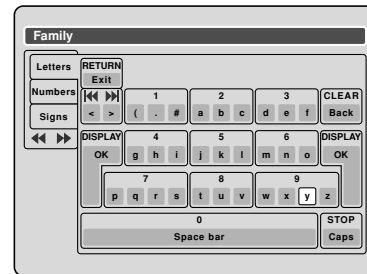 Family
Letters
Numbers
Signs
RETURN
Exit
< >
1
( . #
2
a b c
3
d e f
CLEAR
Back
DISPLAY
OK
4
g h i
5
j k l
6
m n o
DISPLAY
OK
7
p q r s
8
t u v
9
w x y z
0
Space bar
STOP
Caps